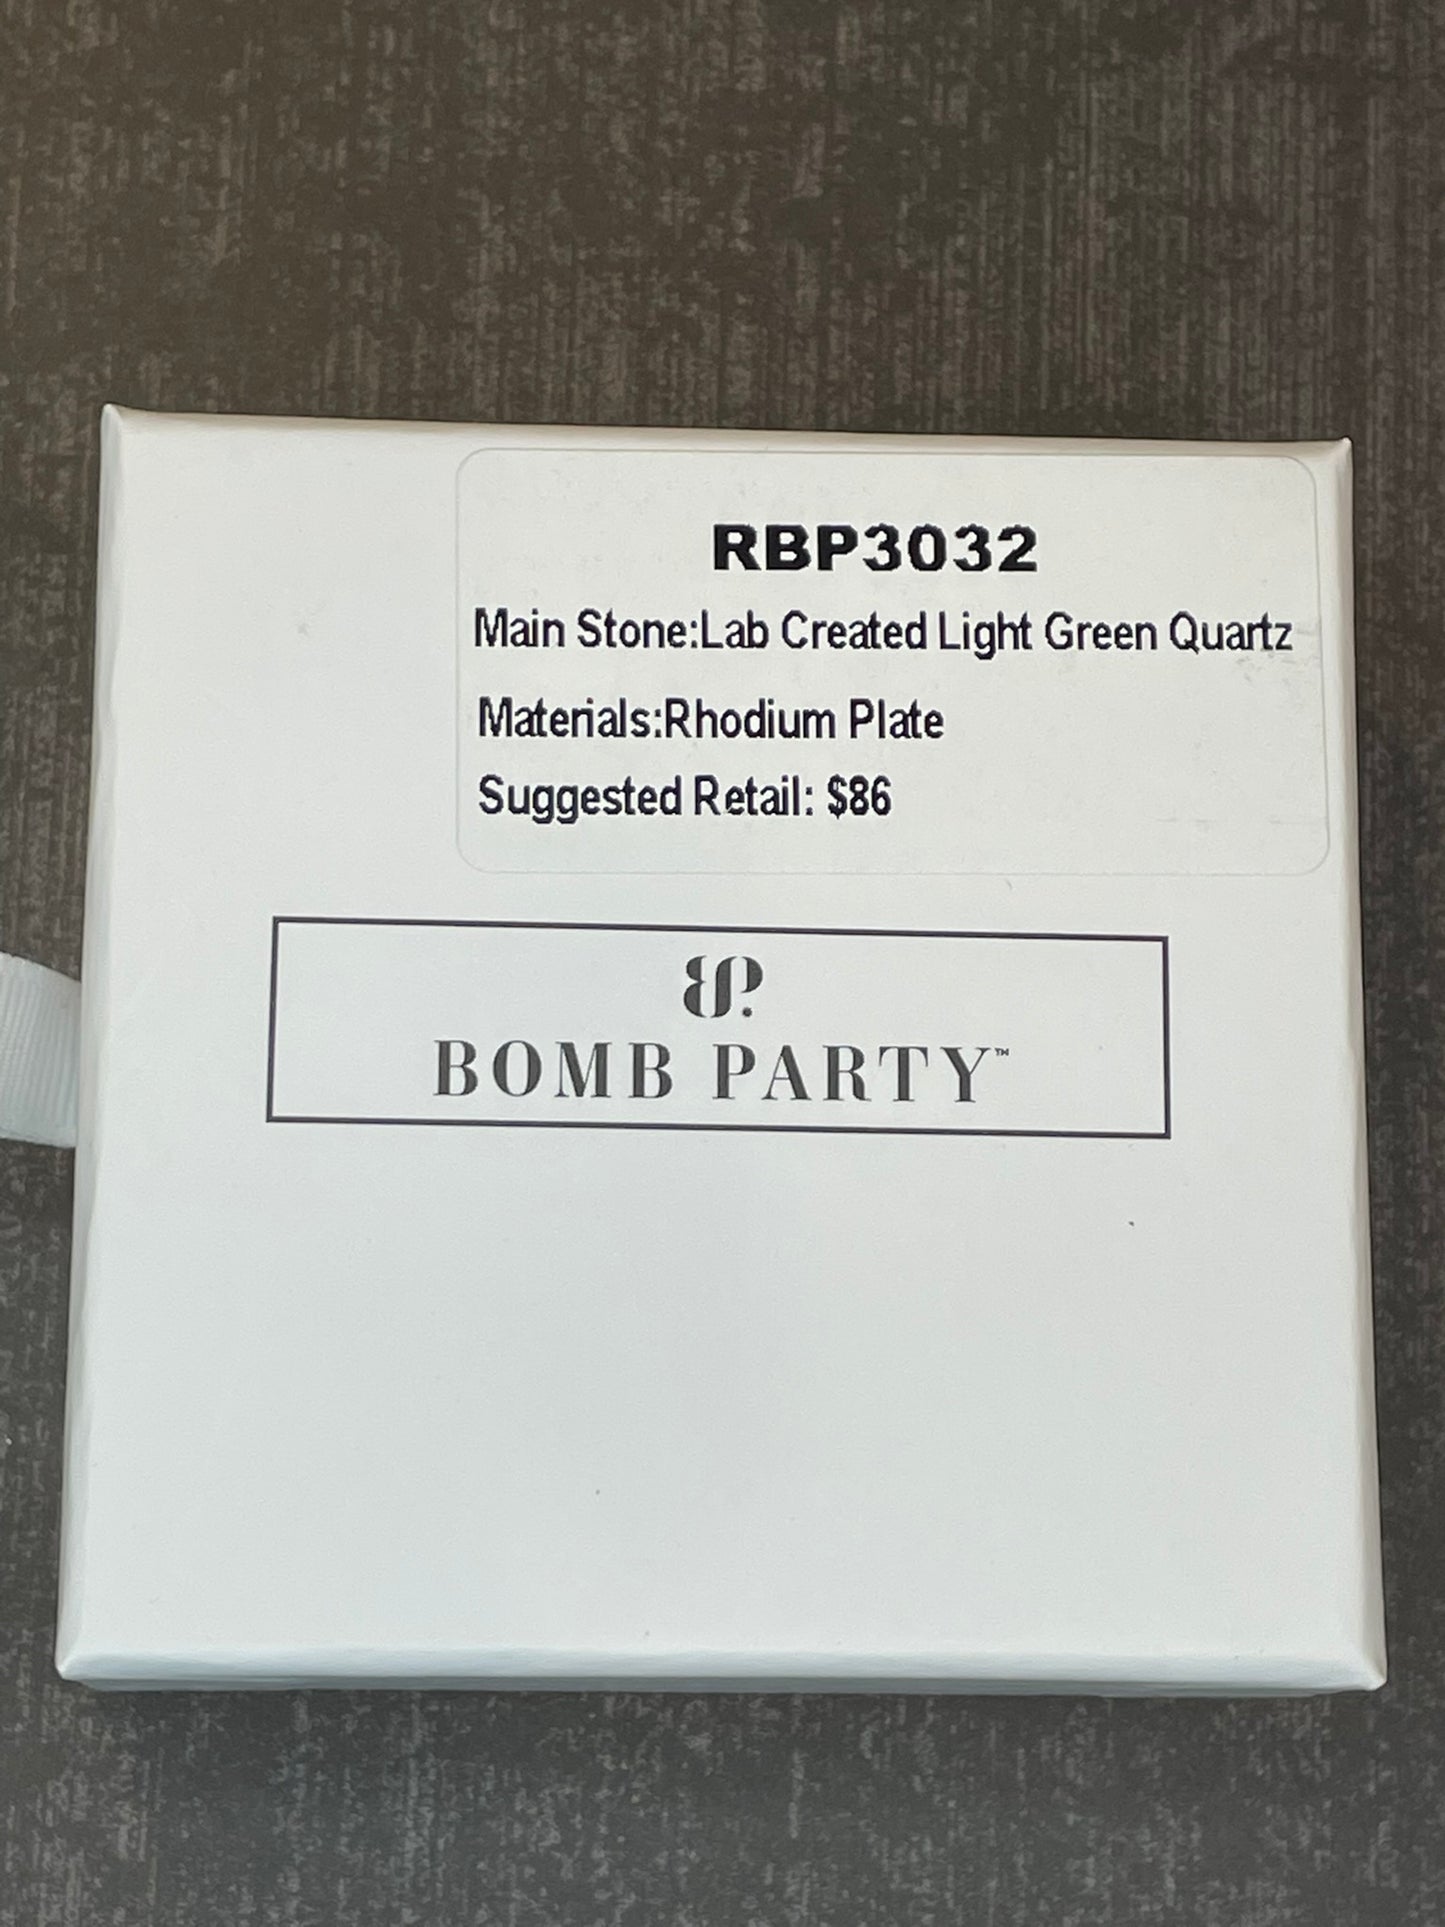 RBP3032
Main Stone:Lab Created Light Green Quartz
Materials:Rhodium Plate
Suggested Retail: $86
BP.
BOMB PARTY™